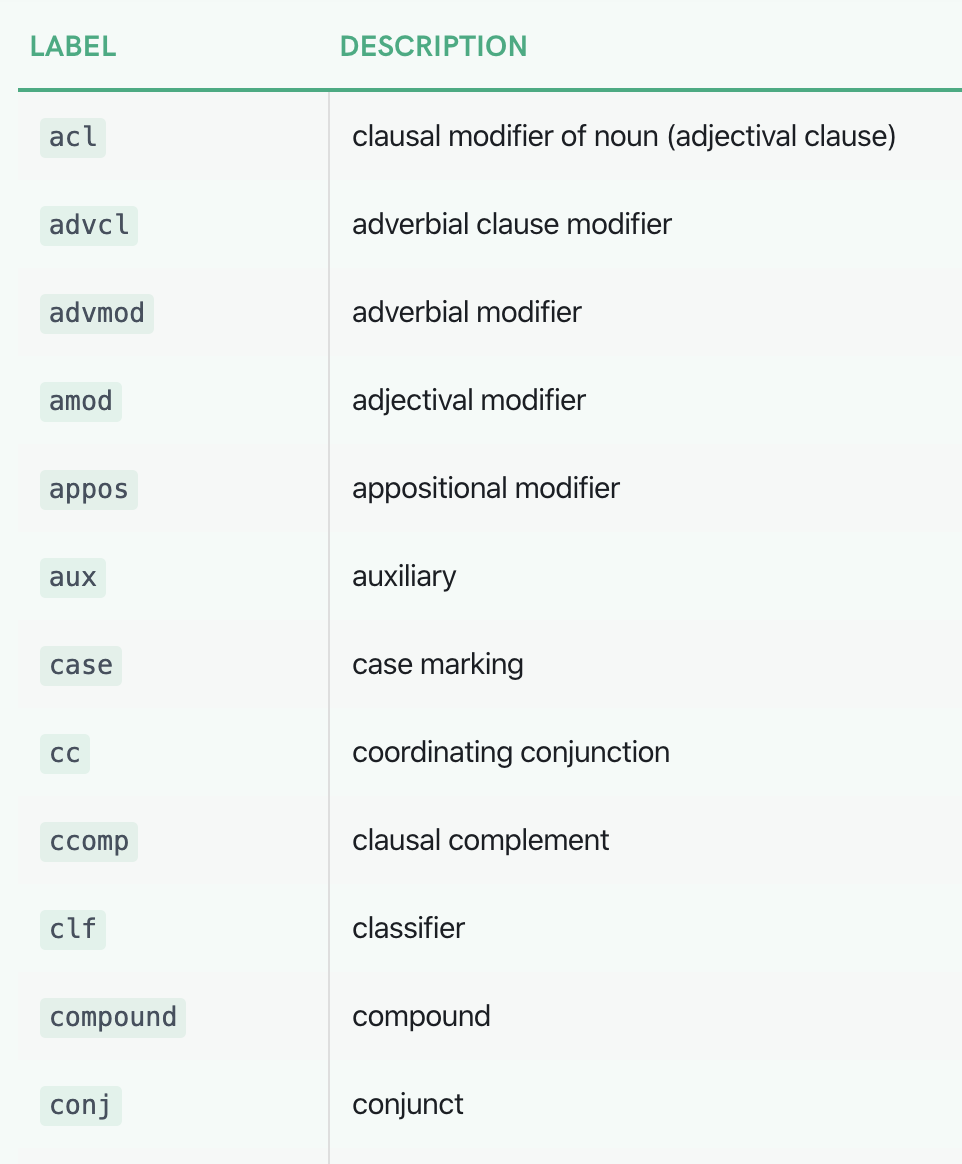 LABEL DESCRIPTION
acl clausal modifier of noun (adjectival clause)
advcl adverbial clause modifier
advmod adverbial modifier
amod adjectival modifier
appos appositional modifier
aux auxiliary
case case marking
cc coordinating conjunction
ccomp clausal complement
clf classifier
compound compound
conj conjunct